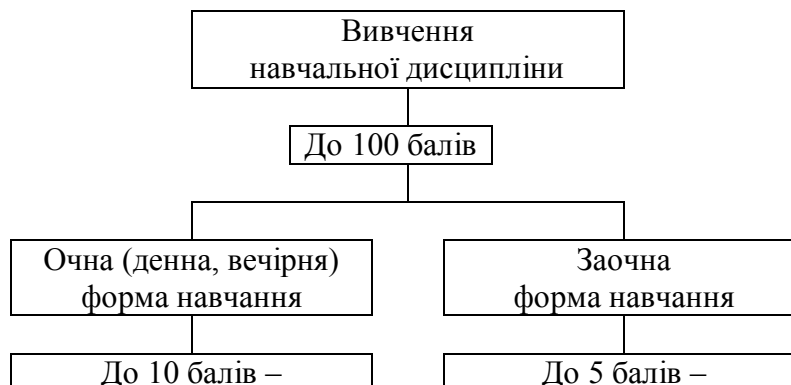 Вивчення
навчальної дисципліни
До 100 балів
Очна (денна, вечірня)
форма навчання
Заочна
форма навчання
До 10 балів –
До 5 балів –